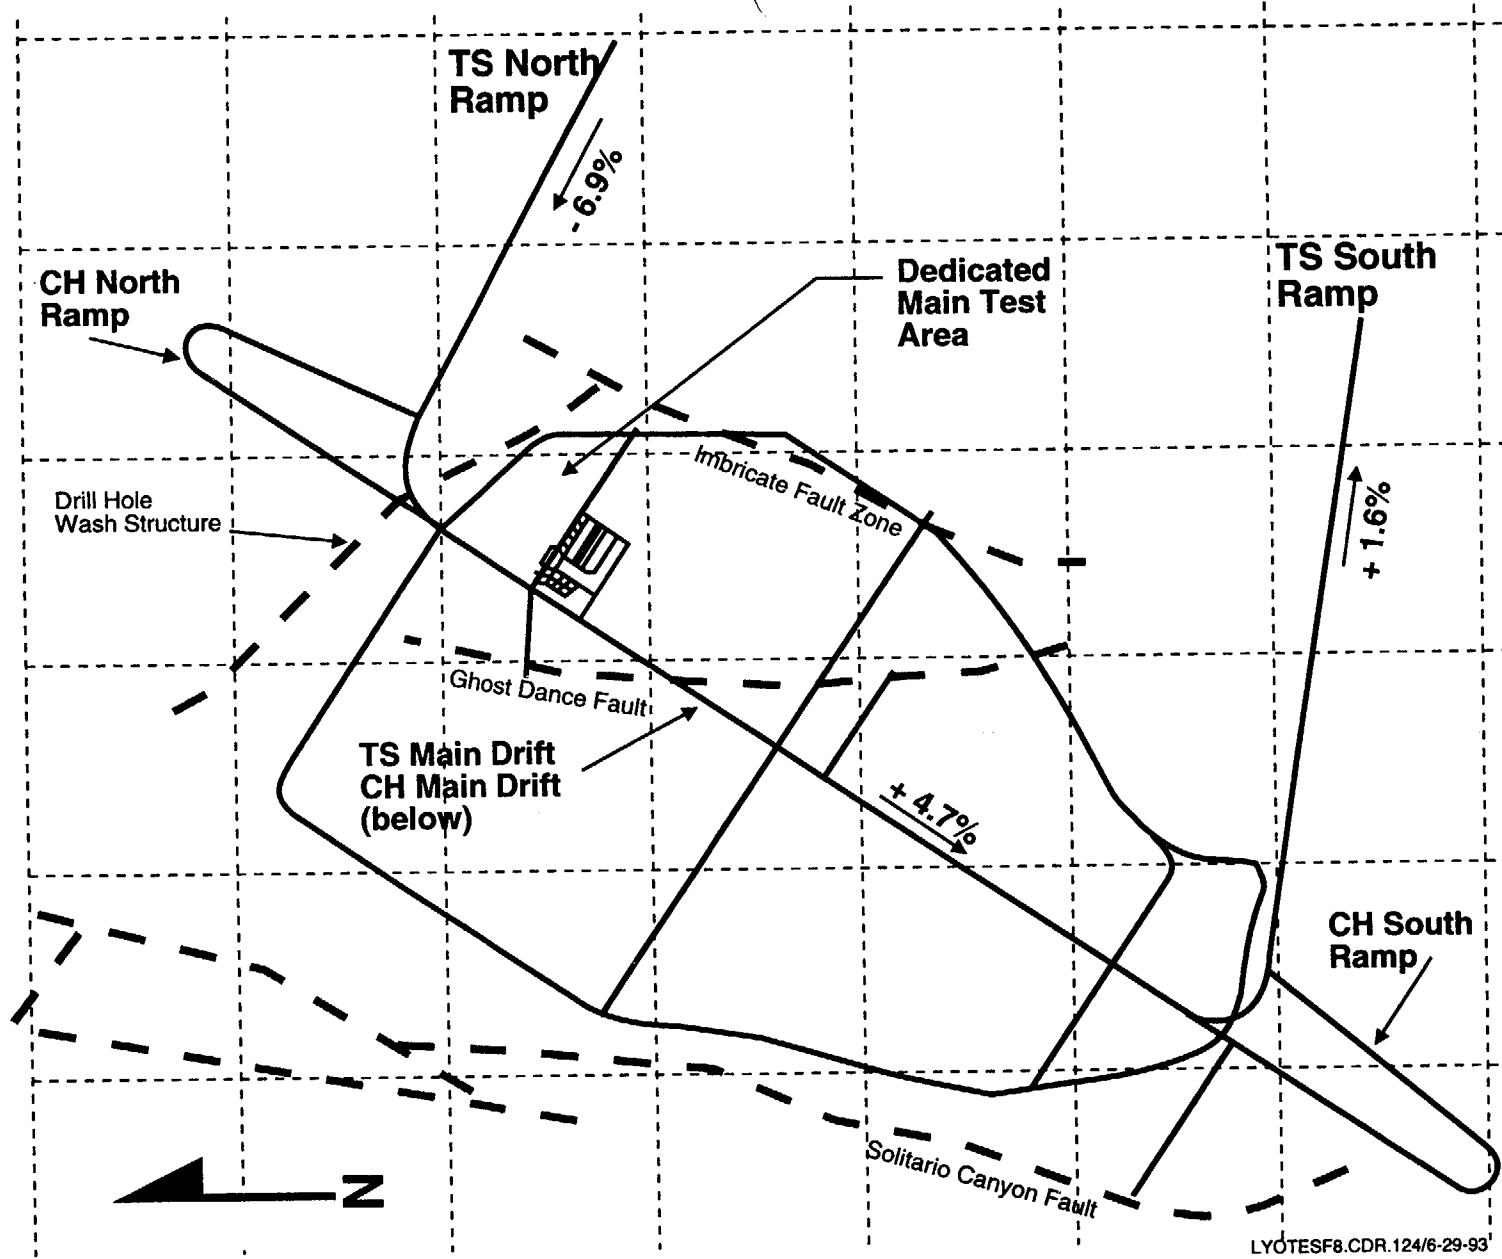 TS North
Ramp
- 6.9%
CH North
Ramp
Dedicated
Main Test
Area
TS South
Ramp
Imbricate Fault Zone
Drill Hole
Wash Structure
+ 1.6%
Ghost Dance Fault
TS Main Drift
CH Main Drift
(below)
+ 4.7%
CH South
Ramp
Solitario Canyon Fault
N
LYOTESF8.CDR.124/6-29-93